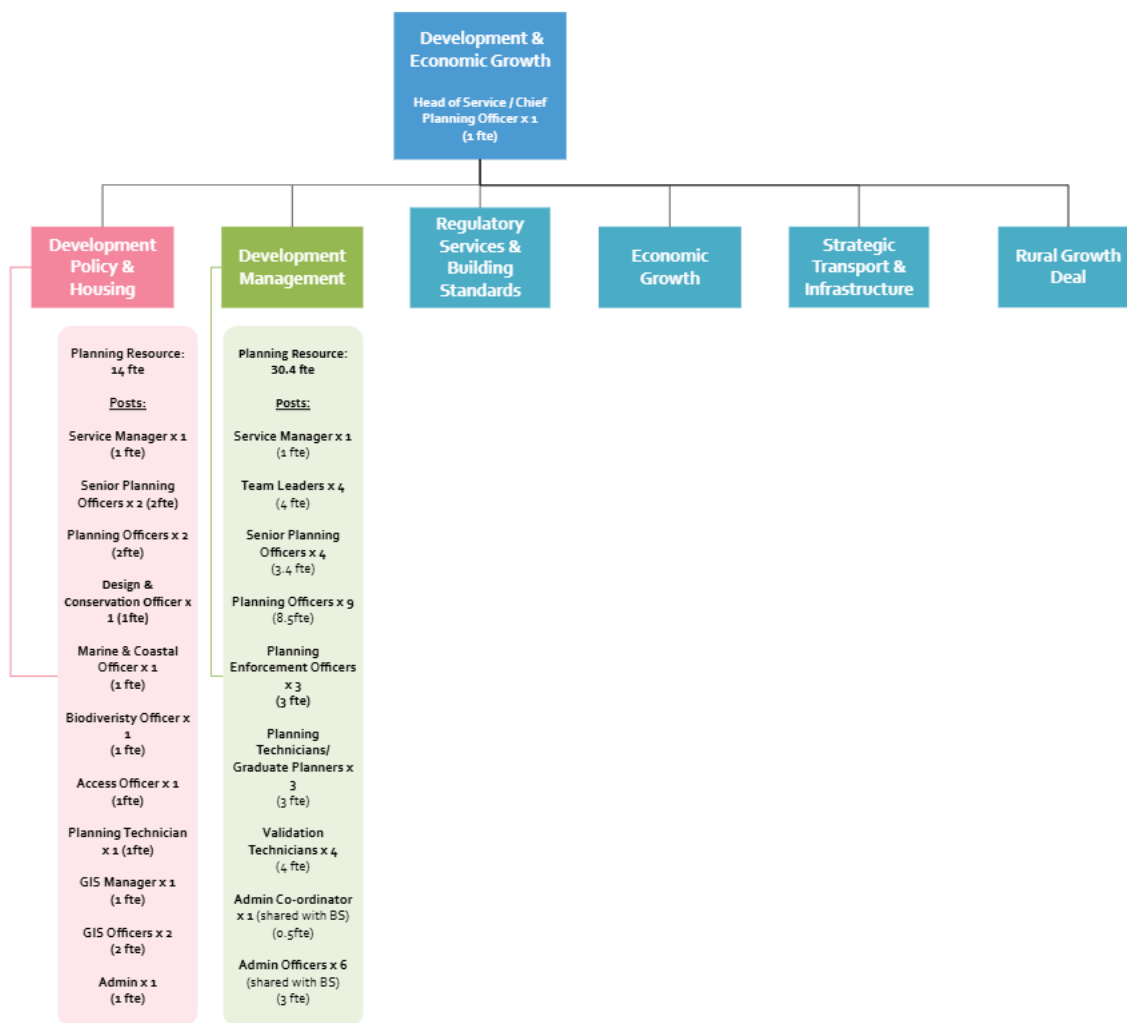 Development &
Economic Growth
Head of Service / Chief
Planning Officer x 1
(1 fte)
Development
Policy &
Housing
Development
Management
Regulatory
Services &
Building
Standards
Economic
Growth
Strategic
Transport &
Infrastructure
Rural Growth
Deal
Planning Resource:
14 fte
Posts:
Service Manager x 1
(1 fte)
Senior Planning
Officers x 2 (2fte)
Planning Officers x 2
(2fte)
Design &
Conservation Officer x
1 (1fte)
Marine & Coastal
Officer x 1
(1 fte)
Biodiveristy Officer x
1
(1 fte)
Access Officer x 1
(1fte)
Planning Technician
x 1 (1fte)
GIS Manager x 1
(1 fte)
GIS Officers x 2
(2 fte)
Admin x 1
(1 fte)
Planning Resource:
30.4 fte
Posts:
Service Manager x 1
(1 fte)
Team Leaders x 4
(4 fte)
Senior Planning
Officers x 4
(3.4 fte)
Planning Officers x 9
(8.5fte)
Planning
Enforcement Officers
x 3
(3 fte)
Planning
Technicians/
Graduate Planners x
3
(3 fte)
Validation
Technicians x 4
(4 fte)
Admin Co-ordinator
x 1 (shared with BS)
(0.5fte)
Admin Officers x 6
(shared with BS)
(3 fte)